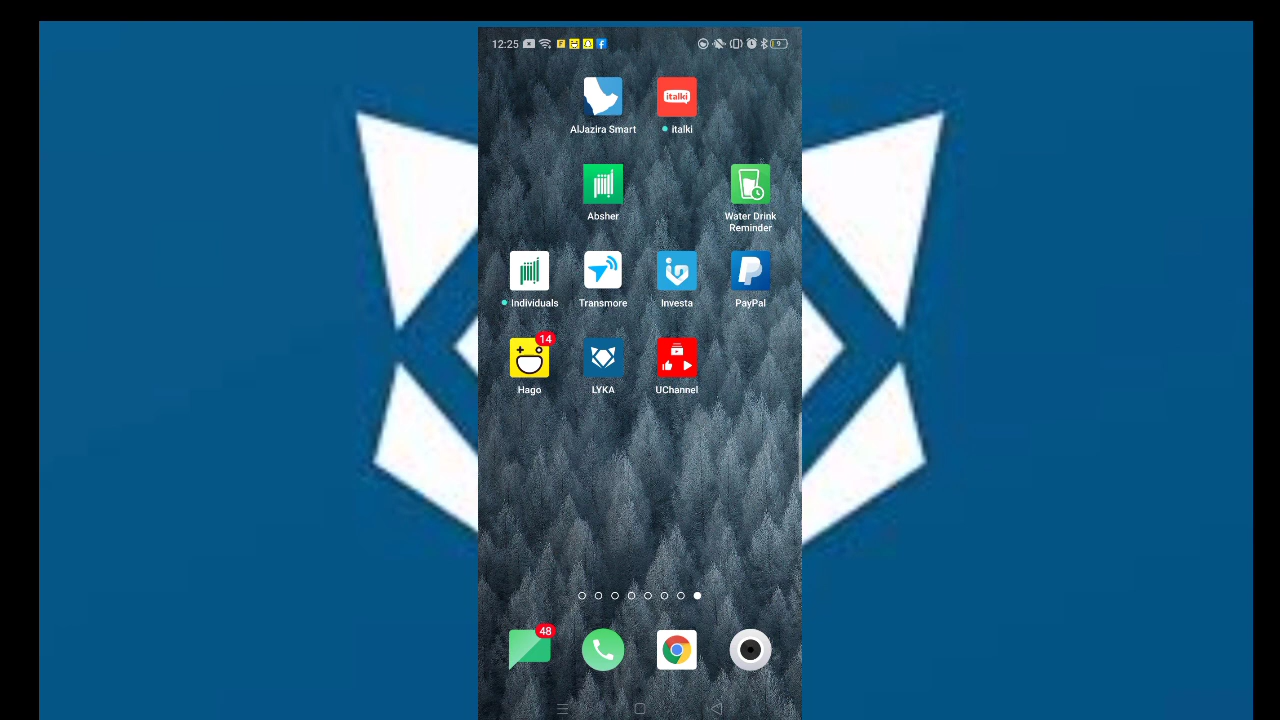 12:25
9
AlJazira Smart
italki
italki
Absher
Water Drink
Reminder
Individuals
Transmore
Investa
PayPal
14
Hago
LYKA
UChannel
48